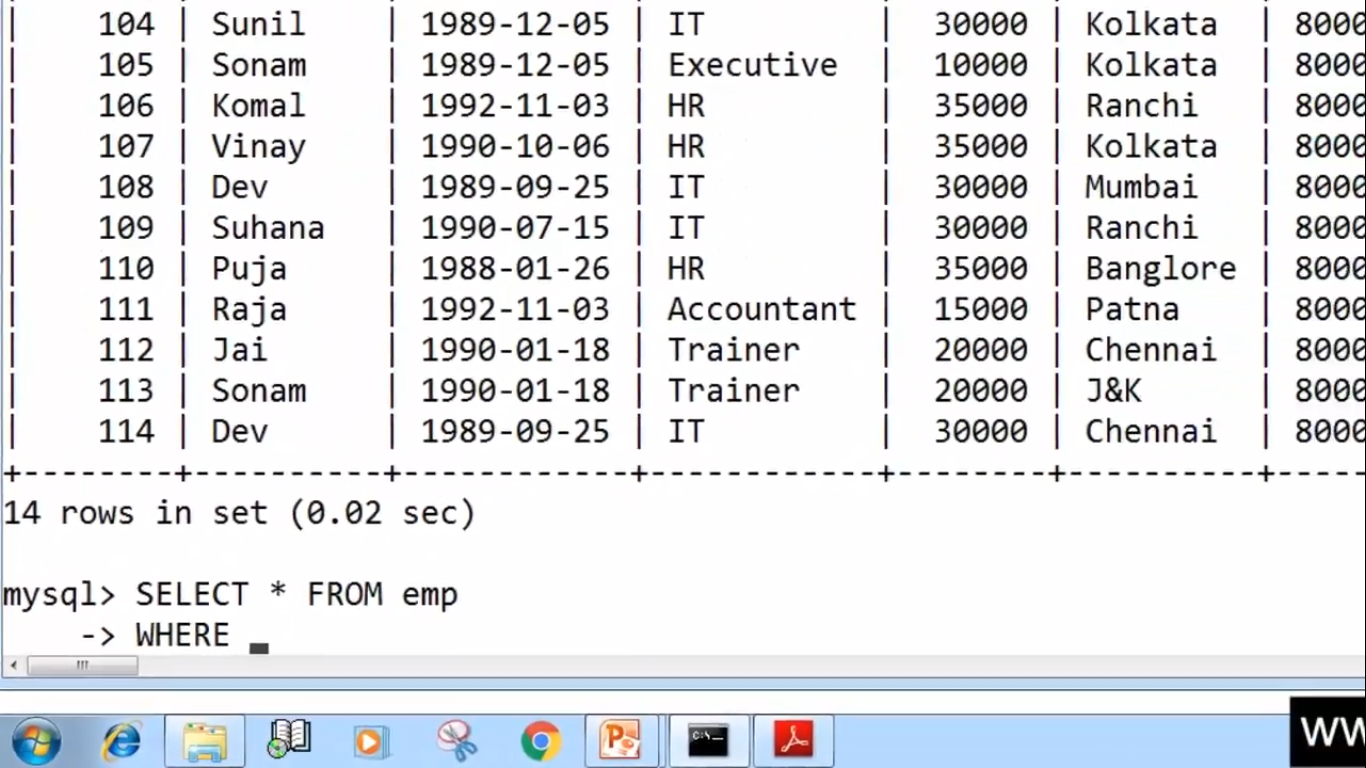 | 104 | Sunil | 1989-12-05 | IT | 30000 | Kolkata | 8000
| 105 | Sonam | 1989-12-05 | Executive | 10000 | Kolkata | 8000
| 106 | Komal | 1992-11-03 | HR | 35000 | Ranchi | 8000
| 107 | Vinay | 1990-10-06 | HR | 35000 | Kolkata | 8000
| 108 | Dev | 1989-09-25 | IT | 30000 | Mumbai | 8000
| 109 | Suhana | 1990-07-15 | IT | 30000 | Ranchi | 8000
| 110 | Puja | 1988-01-26 | HR | 35000 | Banglore | 8000
| 111 | Raja | 1992-11-03 | Accountant | 15000 | Patna | 8000
| 112 | Jai | 1990-01-18 | Trainer | 20000 | Chennai | 8000
| 113 | Sonam | 1990-01-18 | Trainer | 20000 | J&K | 8000
| 114 | Dev | 1989-09-25 | IT | 30000 | Chennai | 8000
+--------+----------+------------+------------+--------+----------+-----
14 rows in set (0.02 sec)
mysql> SELECT * FROM emp
-> WHERE _